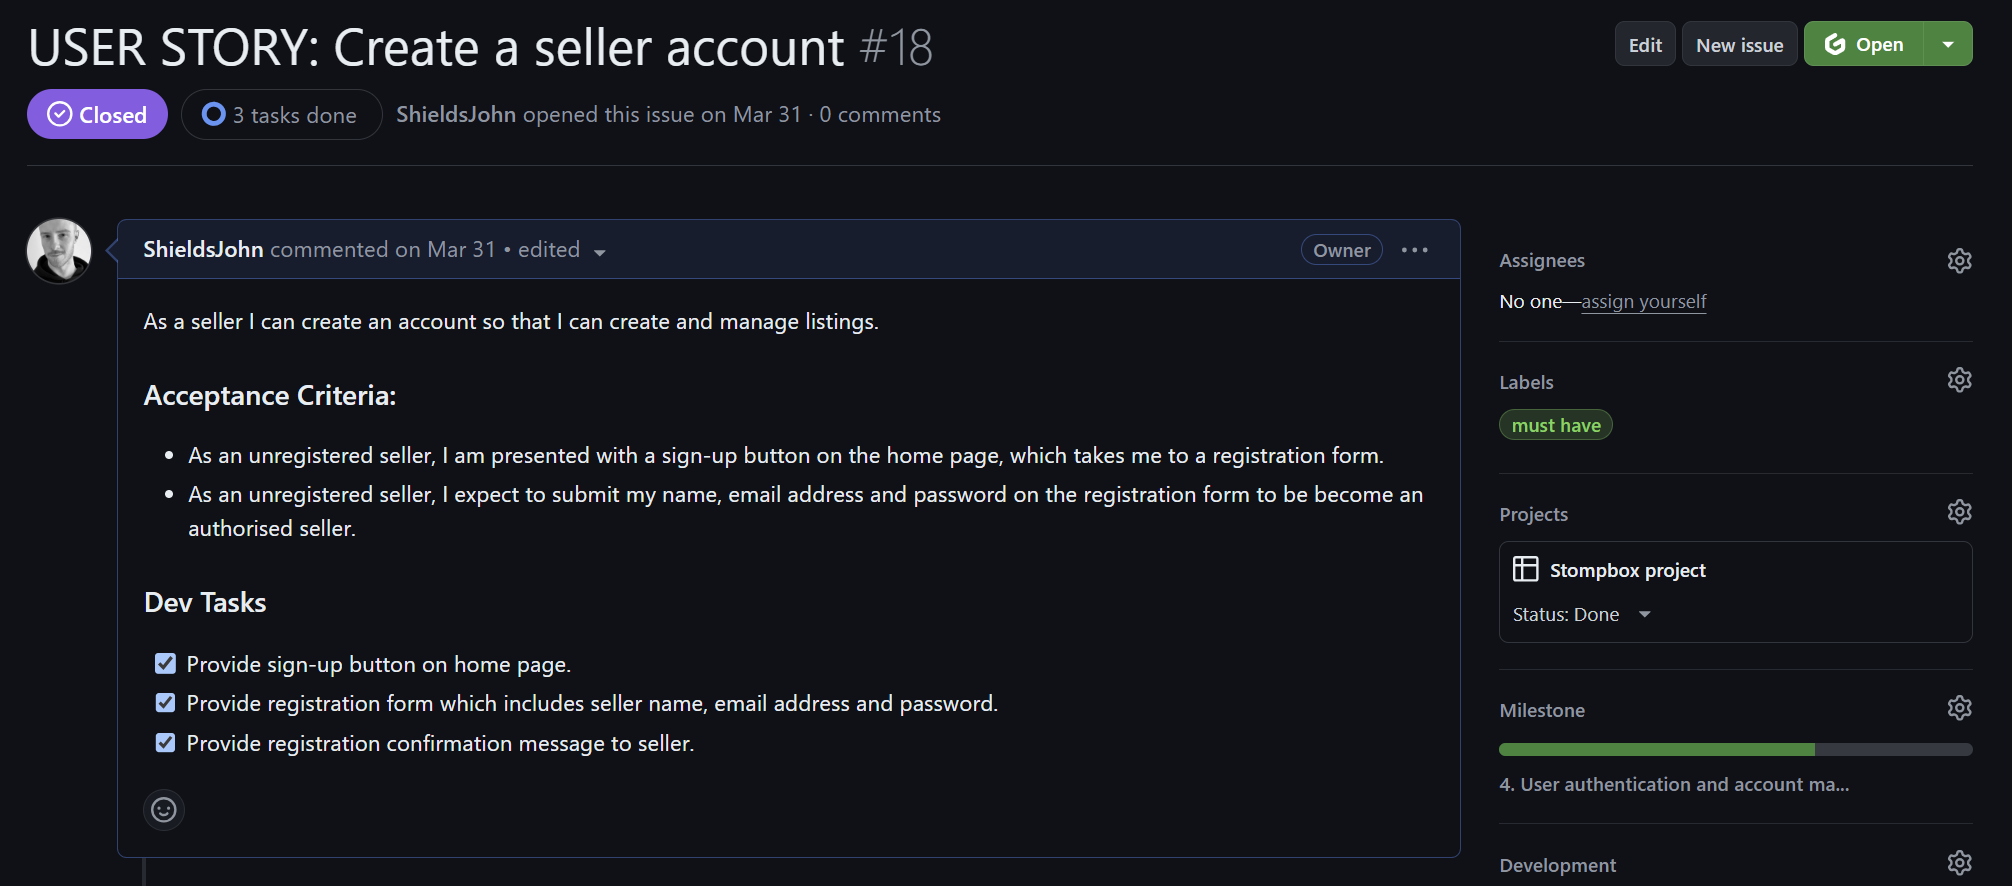 USER STORY: Create a seller account #18
Edit
New issue
Open
Closed
3 tasks done
ShieldsJohn opened this issue on Mar 31 · 0 comments
ShieldsJohn commented on Mar 31 • edited
Owner
As a seller I can create an account so that I can create and manage listings.
Acceptance Criteria:
• As an unregistered seller, I am presented with a sign-up button on the home page, which takes me to a registration form.
• As an unregistered seller, I expect to submit my name, email address and password on the registration form to be become an
authorised seller.
Dev Tasks
Provide sign-up button on home page.
Provide registration form which includes seller name, email address and password.
Provide registration confirmation message to seller.
Assignees
No one—assign yourself
Labels
must have
Projects
Stompbox project
Status: Done
Milestone
4. User authentication and account ma...
Development